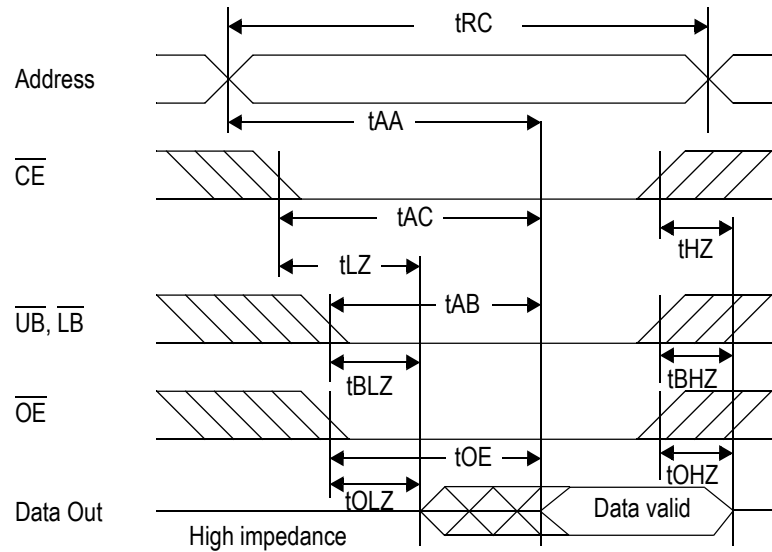 tRC
Address
tAA
CE
tAC
tHZ
tLZ
tAB
UB, LB
tBLZ
tBHZ
OE
tOE
tOHZ
tOLZ
Data Out
Data valid
High impedance